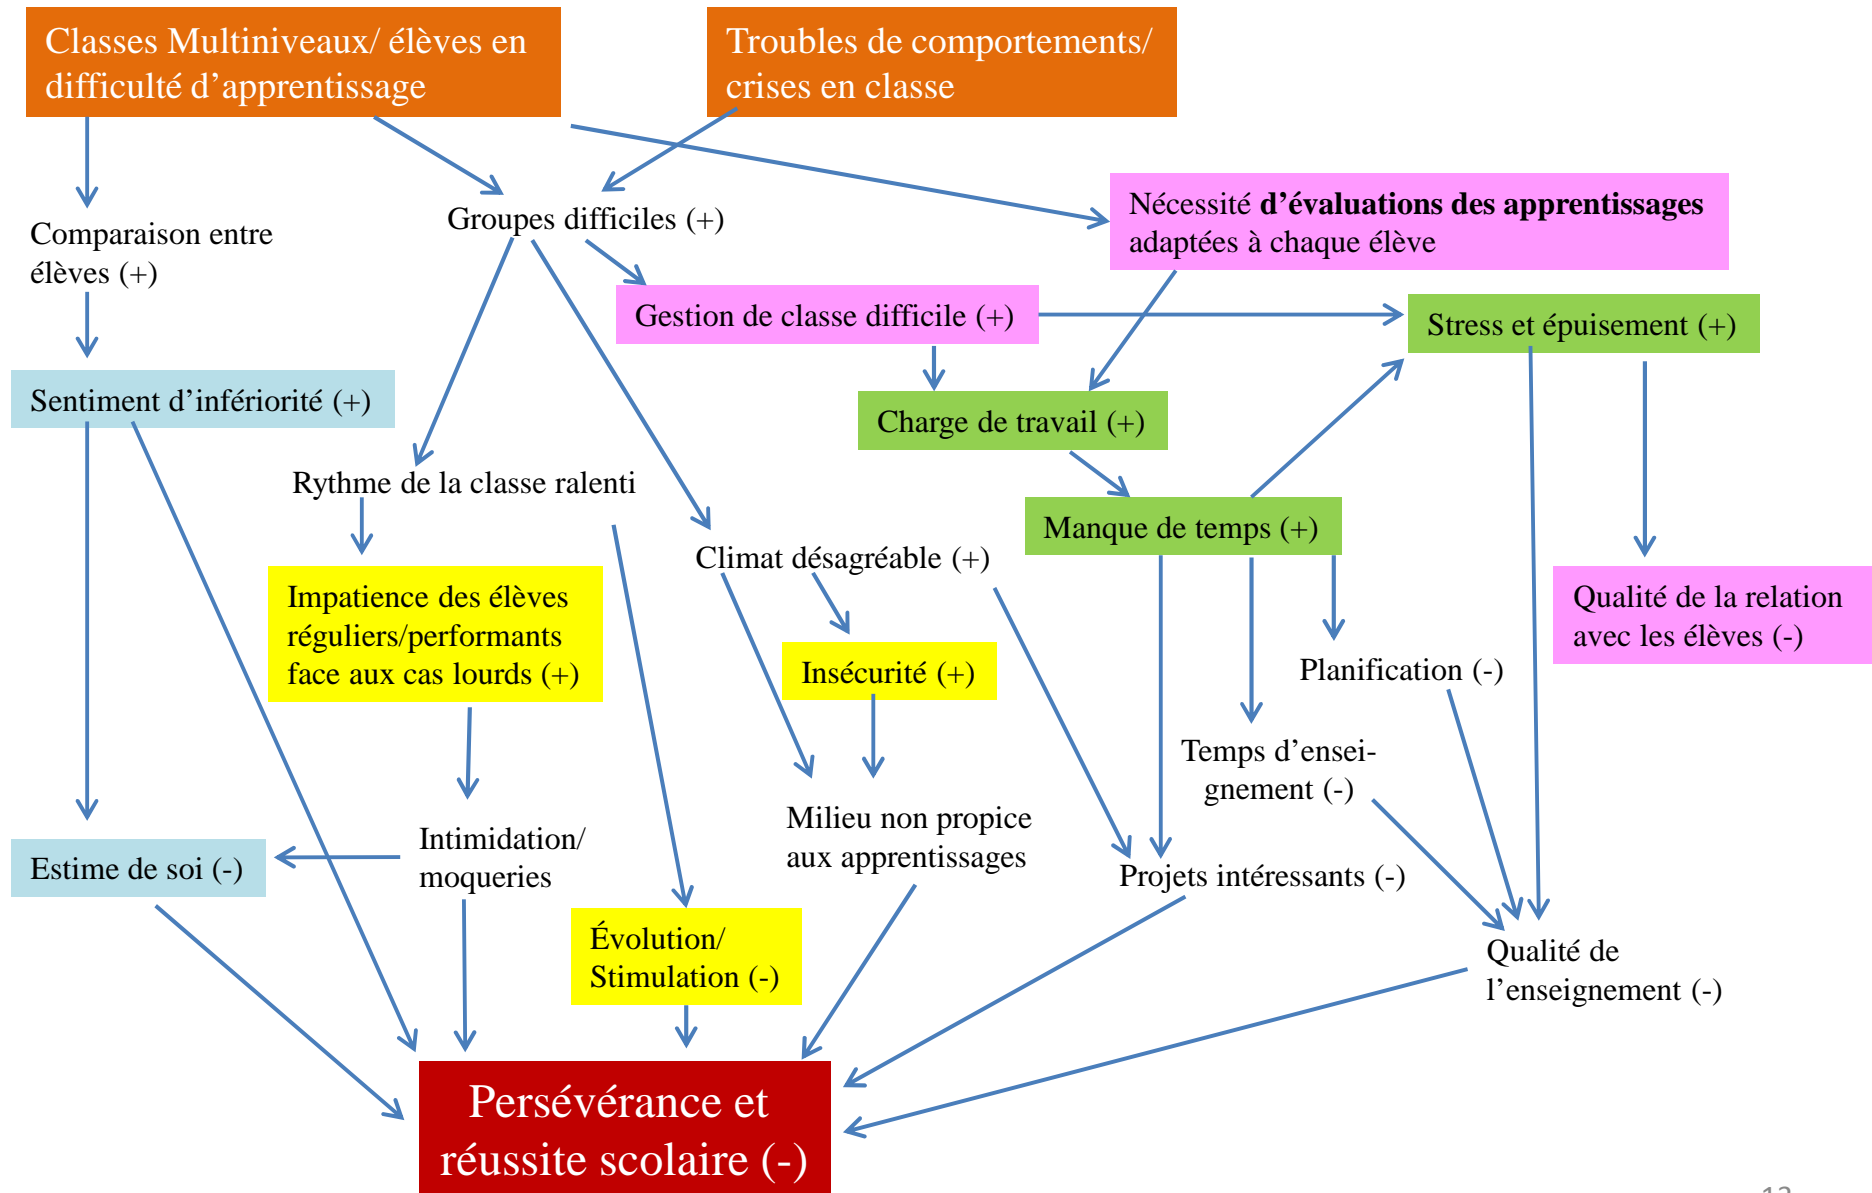 Classes Multiniveaux/ élèves en
difficulté d’apprentissage
Troubles de comportements/
crises en classe
Nécessité d’évaluations des apprentissages
adaptées à chaque élève
Groupes difficiles (+)
Comparaison entre
élèves (+)
Gestion de classe difficile (+)
Stress et épuisement (+)
Sentiment d’infériorité (+)
Charge de travail (+)
Rythme de la classe ralenti
Manque de temps (+)
Climat désagréable (+)
Impatience des élèves
réguliers/performants
face aux cas lourds (+)
Qualité de la relation
avec les élèves (-)
Insécurité (+)
Planification (-)
Temps d’ensei-
gnement (-)
Milieu non propice
aux apprentissages
Intimidation/
moqueries
Estime de soi (-)
Projets intéressants (-)
Évolution/
Stimulation (-)
Qualité de
l’enseignement (-)
Persévérance et
réussite scolaire (-)